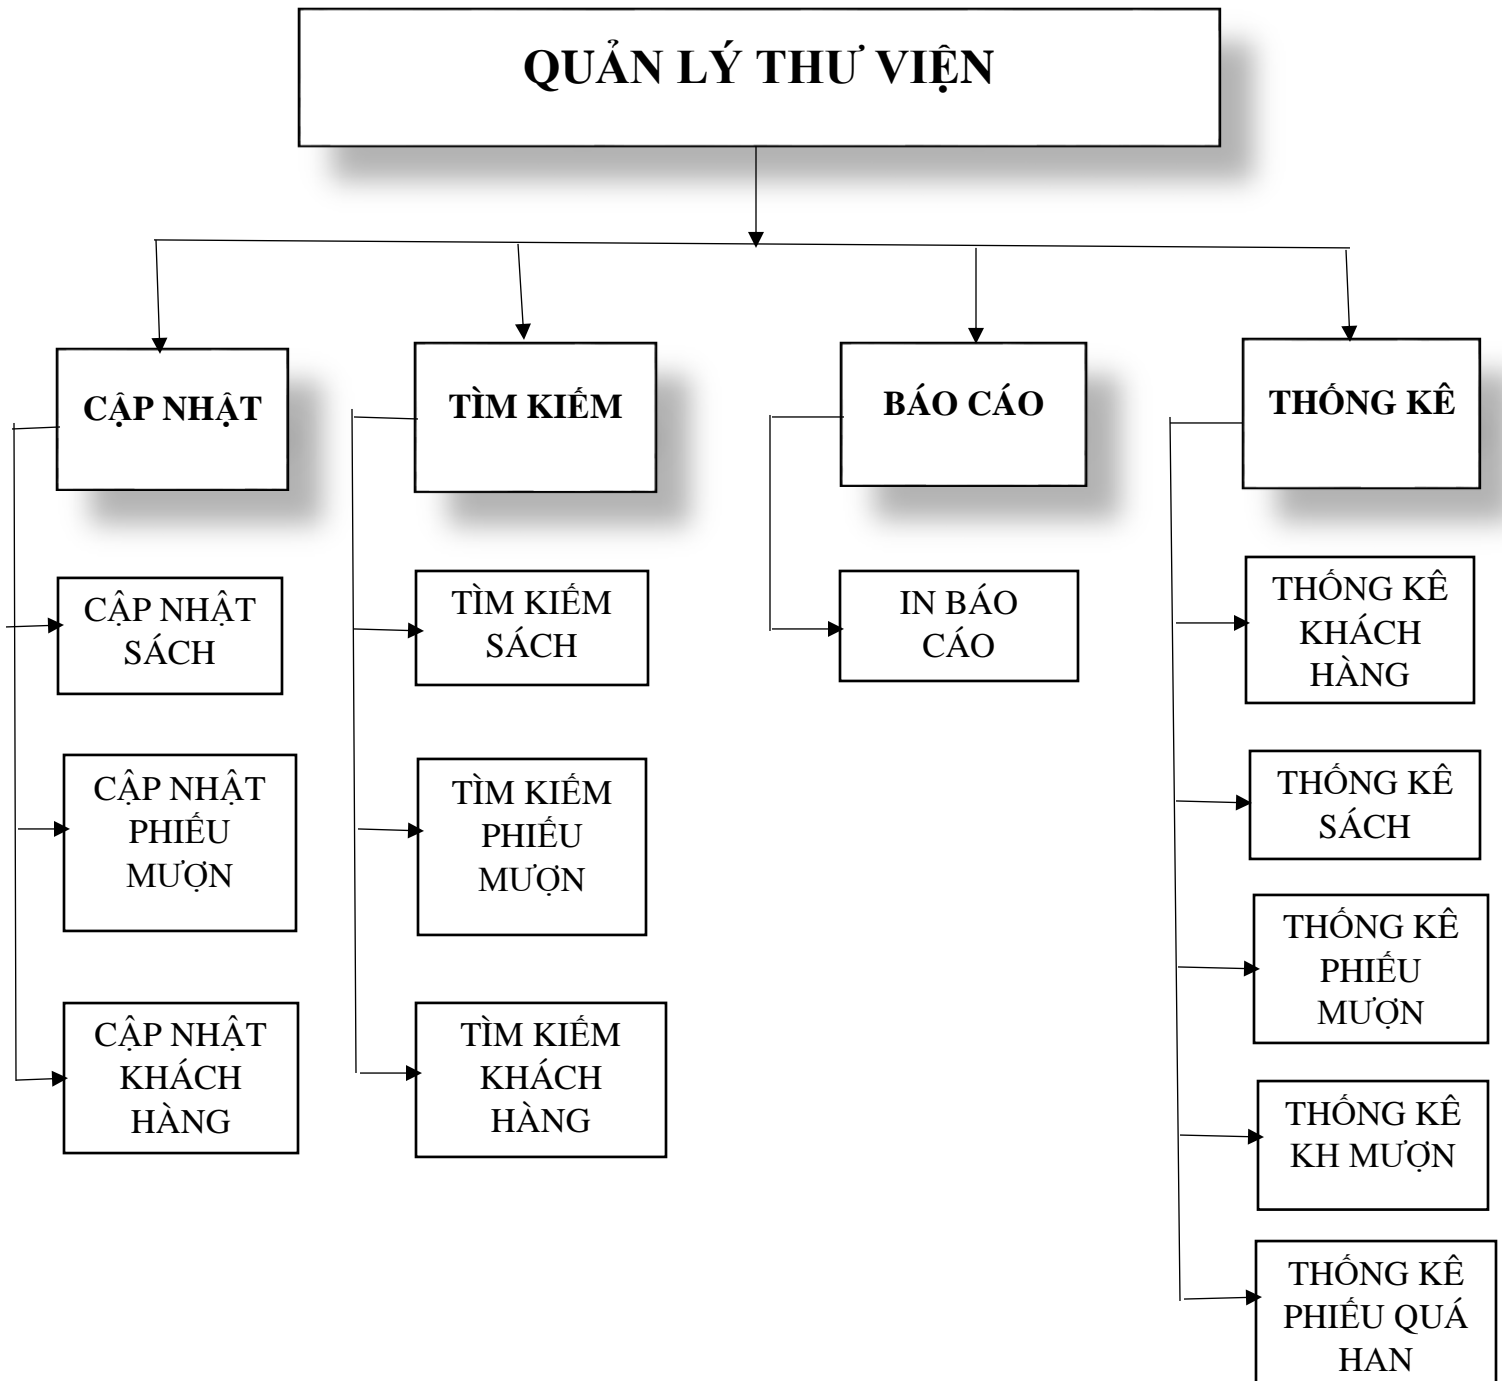 QUẢN LÝ THƯ VIỆN
CẬP NHẬT
TÌM KIẾM
BÁO CÁO
THỐNG KÊ
CẬP NHẬT
SÁCH
CẬP NHẬT
PHIẾU
MƯỢN
CẬP NHẬT
KHÁCH
HÀNG
TÌM KIẾM
SÁCH
TÌM KIẾM
PHIẾU
MƯỢN
TÌM KIẾM
KHÁCH
HÀNG
IN BÁO
CÁO
THỐNG KÊ
KHÁCH
HÀNG
THỐNG KÊ
SÁCH
THỐNG KÊ
PHIẾU
MƯỢN
THỐNG KÊ
KH MƯỢN
THỐNG KÊ
PHIẾU QUÁ
HAN